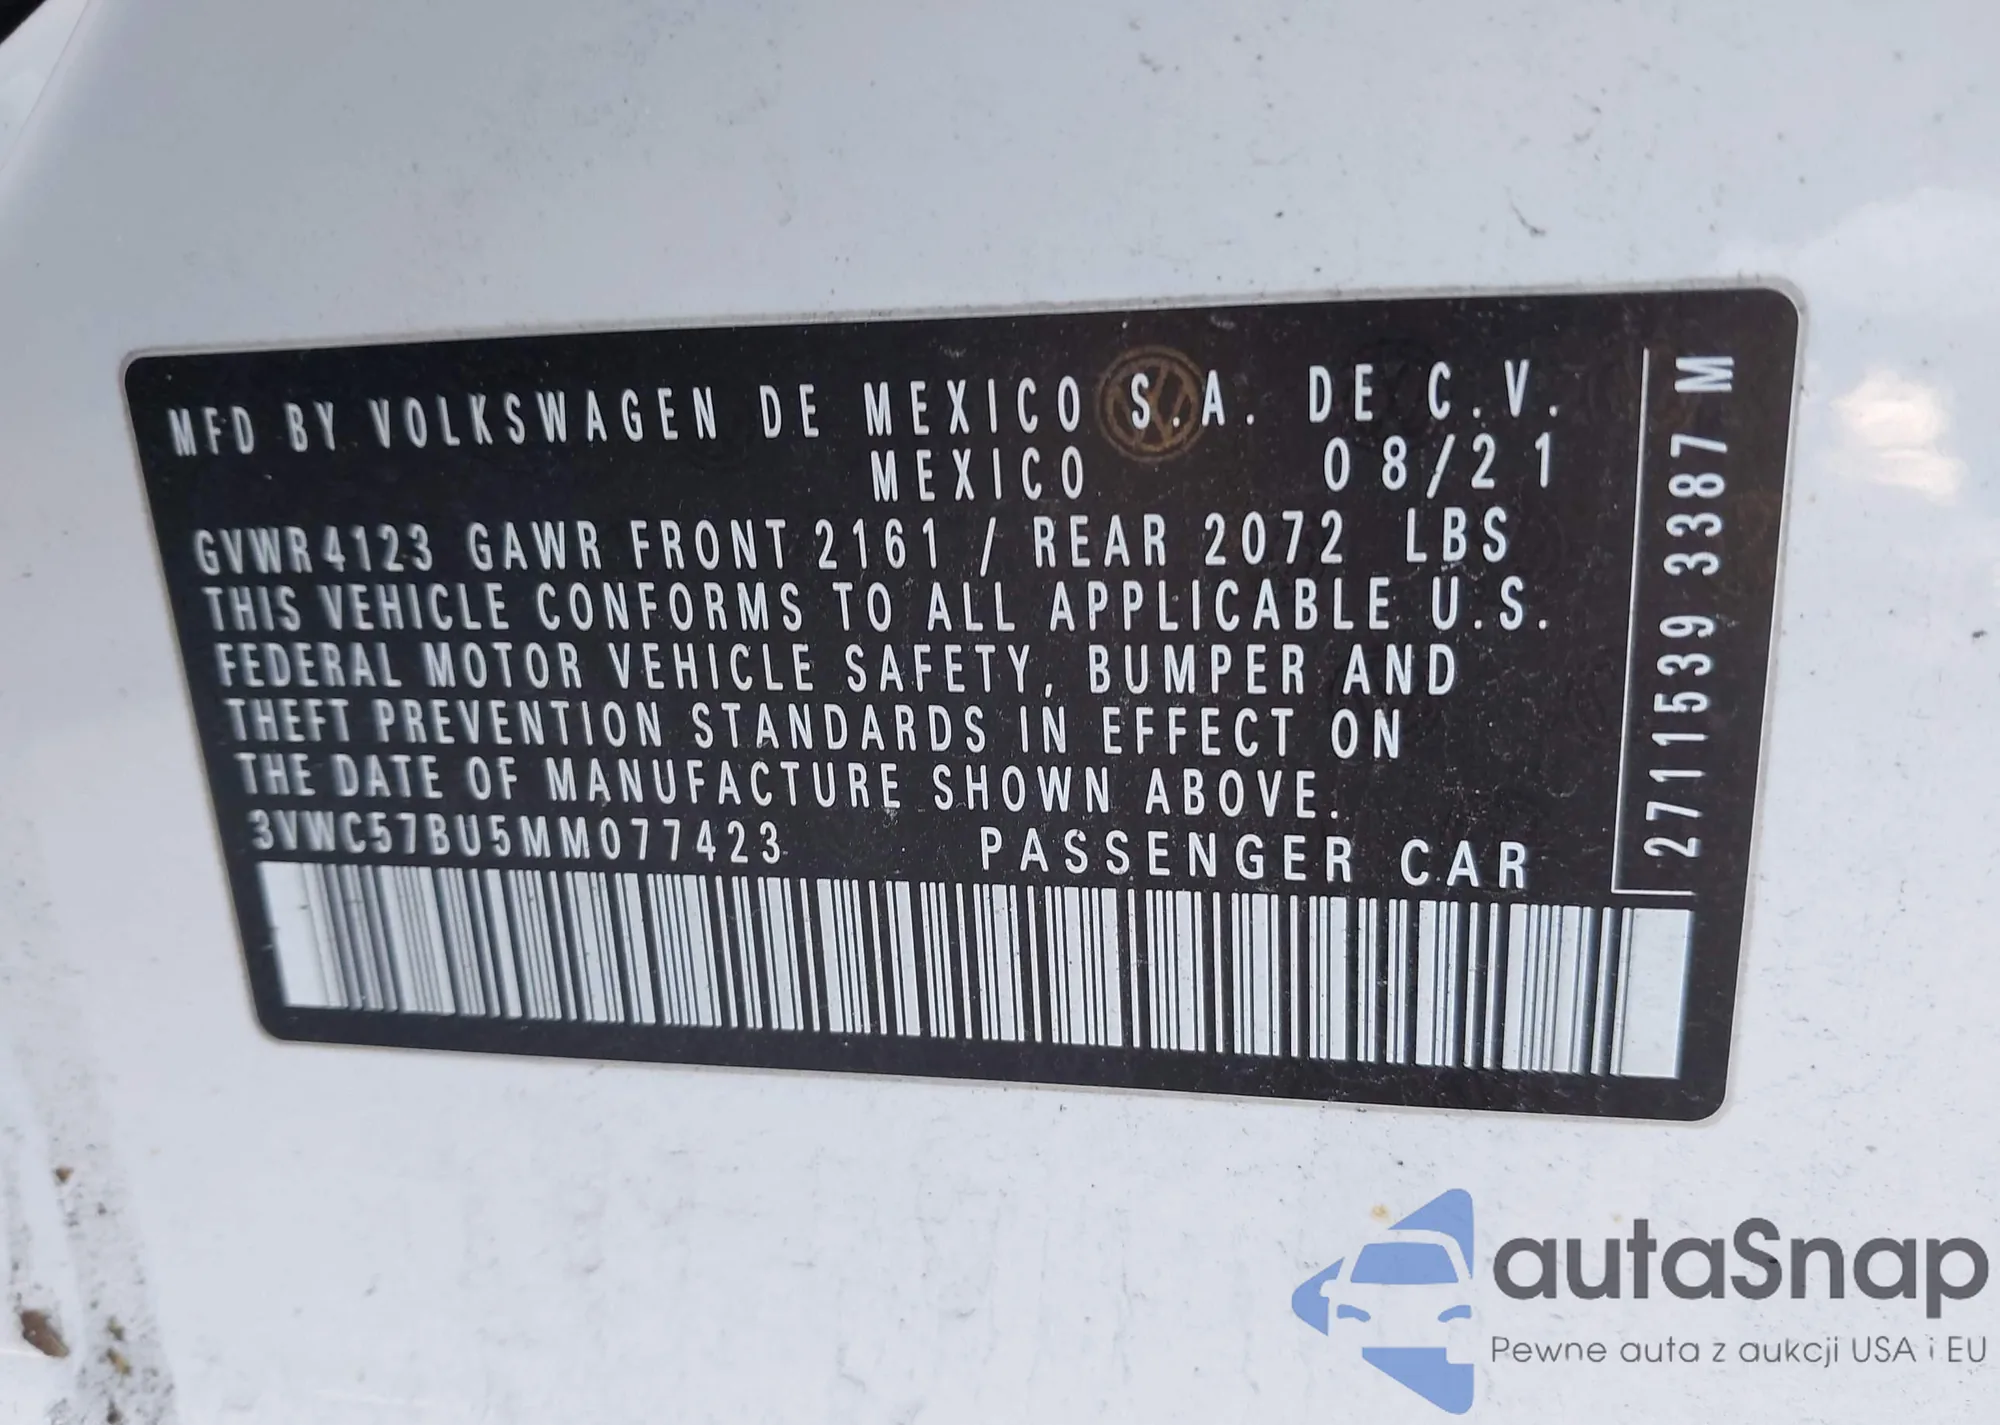 MFD BY VOLKSWAGEN DE MEXICO S.A. DE C.V.
MEXICO 08/21
GVWR 4123 GAWR FRONT 2161 / REAR 2072 LBS
THIS VEHICLE CONFORMS TO ALL APPLICABLE U.S.
FEDERAL MOTOR VEHICLE SAFETY, BUMPER AND
THEFT PREVENTION STANDARDS IN EFFECT ON
THE DATE OF MANUFACTURE SHOWN ABOVE.
3VWC57BU5MM077423 PASSENGER CAR
2711539 3387 M
autaSnap
Pewne auta z aukcji USA i EU